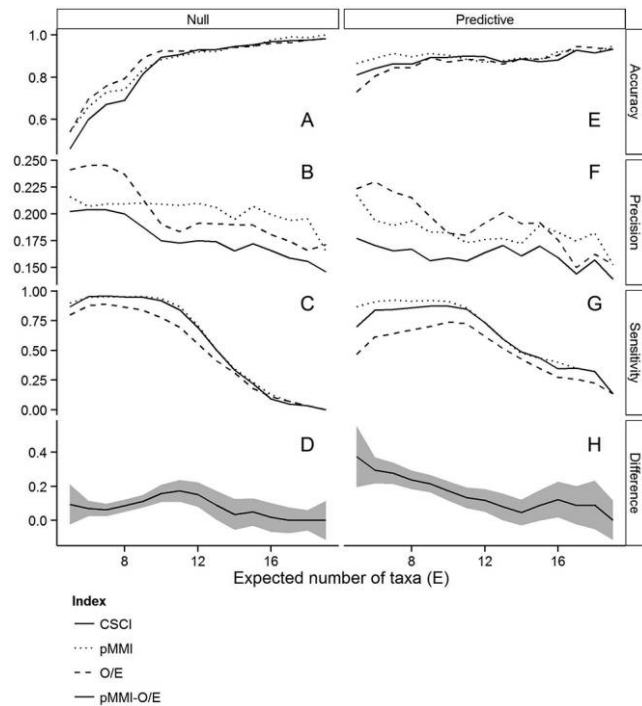 Null
Predictive
1.0
0.8
0.6
A
E
Accuracy
0.250
0.225
0.200
0.175
0.150
B
F
Precision
1.00
0.75
0.50
0.25
0.00
C
G
Sensitivity
0.4
0.2
0.0
D
H
Difference
8
12
16
8
12
16
Expected number of taxa (E)
Index
CSCI
pMMI
O/E
pMMI-O/E